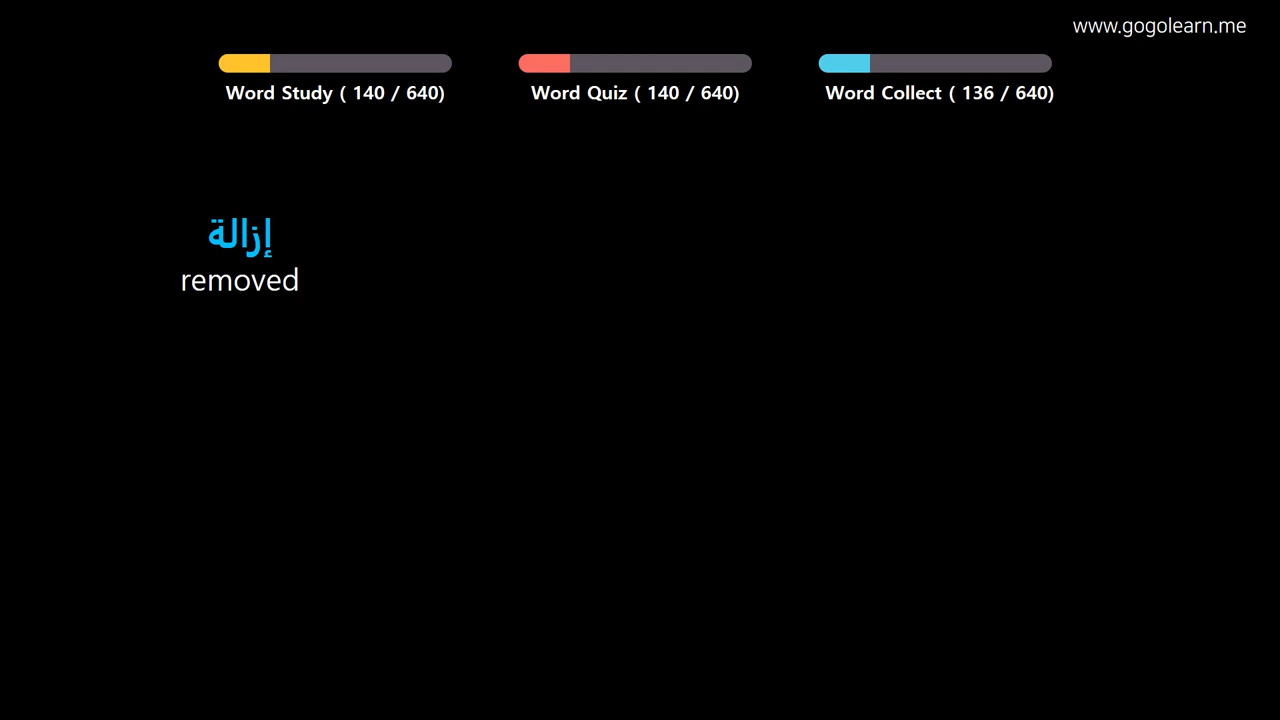 www.gogolearn.me
Word Study ( 140 / 640)
Word Quiz ( 140 / 640)
Word Collect ( 136 / 640)
إزالة
removed